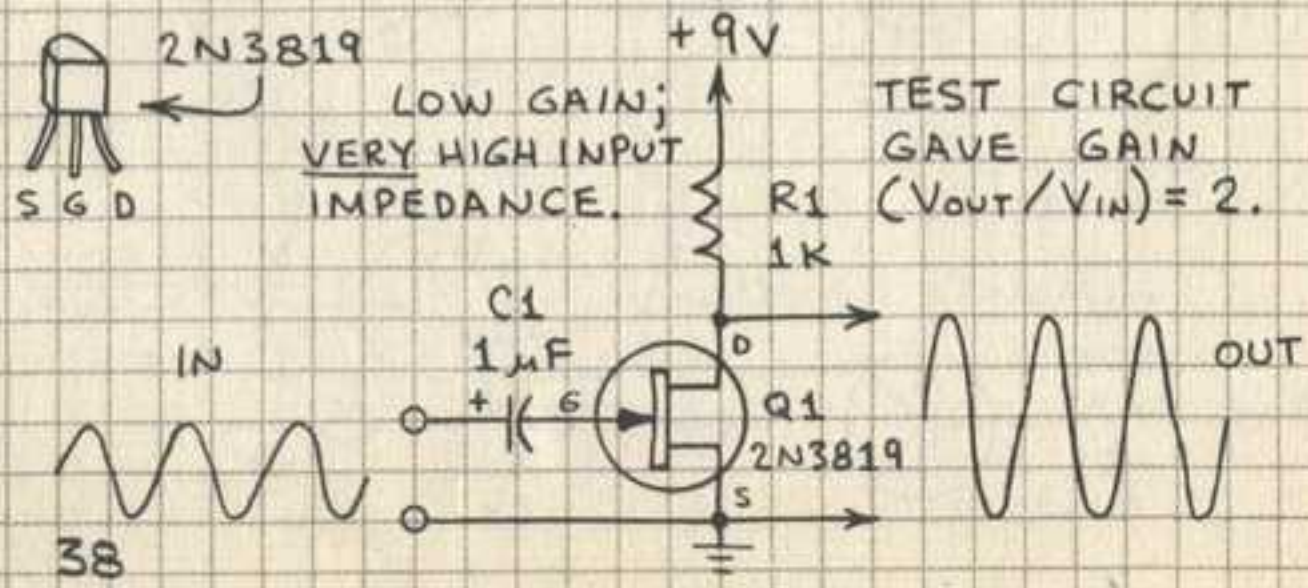 2N3819
S G D
LOW GAIN;
VERY HIGH INPUT
IMPEDANCE.
+9V
R1
1K
TEST CIRCUIT
GAVE GAIN
(VOUT/VIN) = 2.
IN
C1
1µF
+
G
D
S
Q1
2N3819
OUT
38